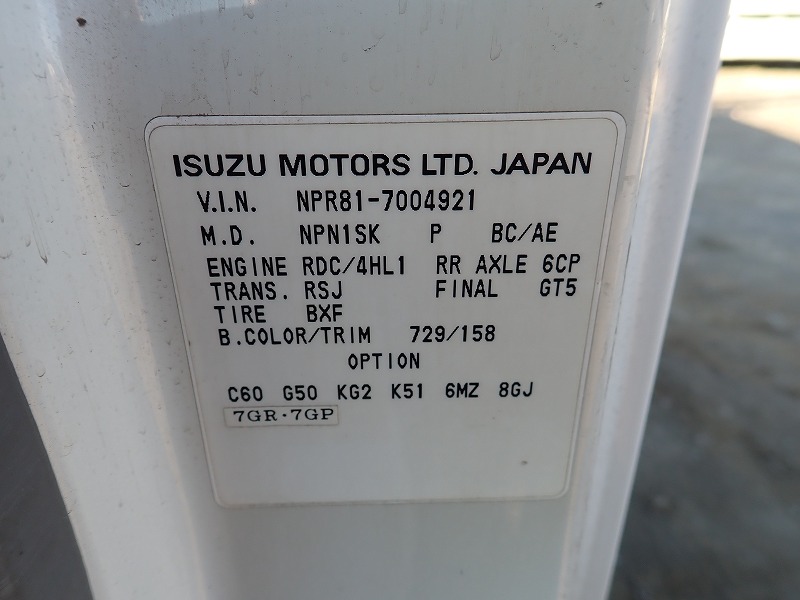 ISUZU MOTORS LTD. JAPAN
V.I.N. NPR81-7004921
M.D. NPN1SK P BC/AE
ENGINE RDC/4HL1 RR AXLE 6CP
TRANS. RSJ FINAL GT5
TIRE BXF
B.COLOR/TRIM 729/158
OPTION
C60 G50 KG2 K51 6MZ 8GJ
7GR·7GP